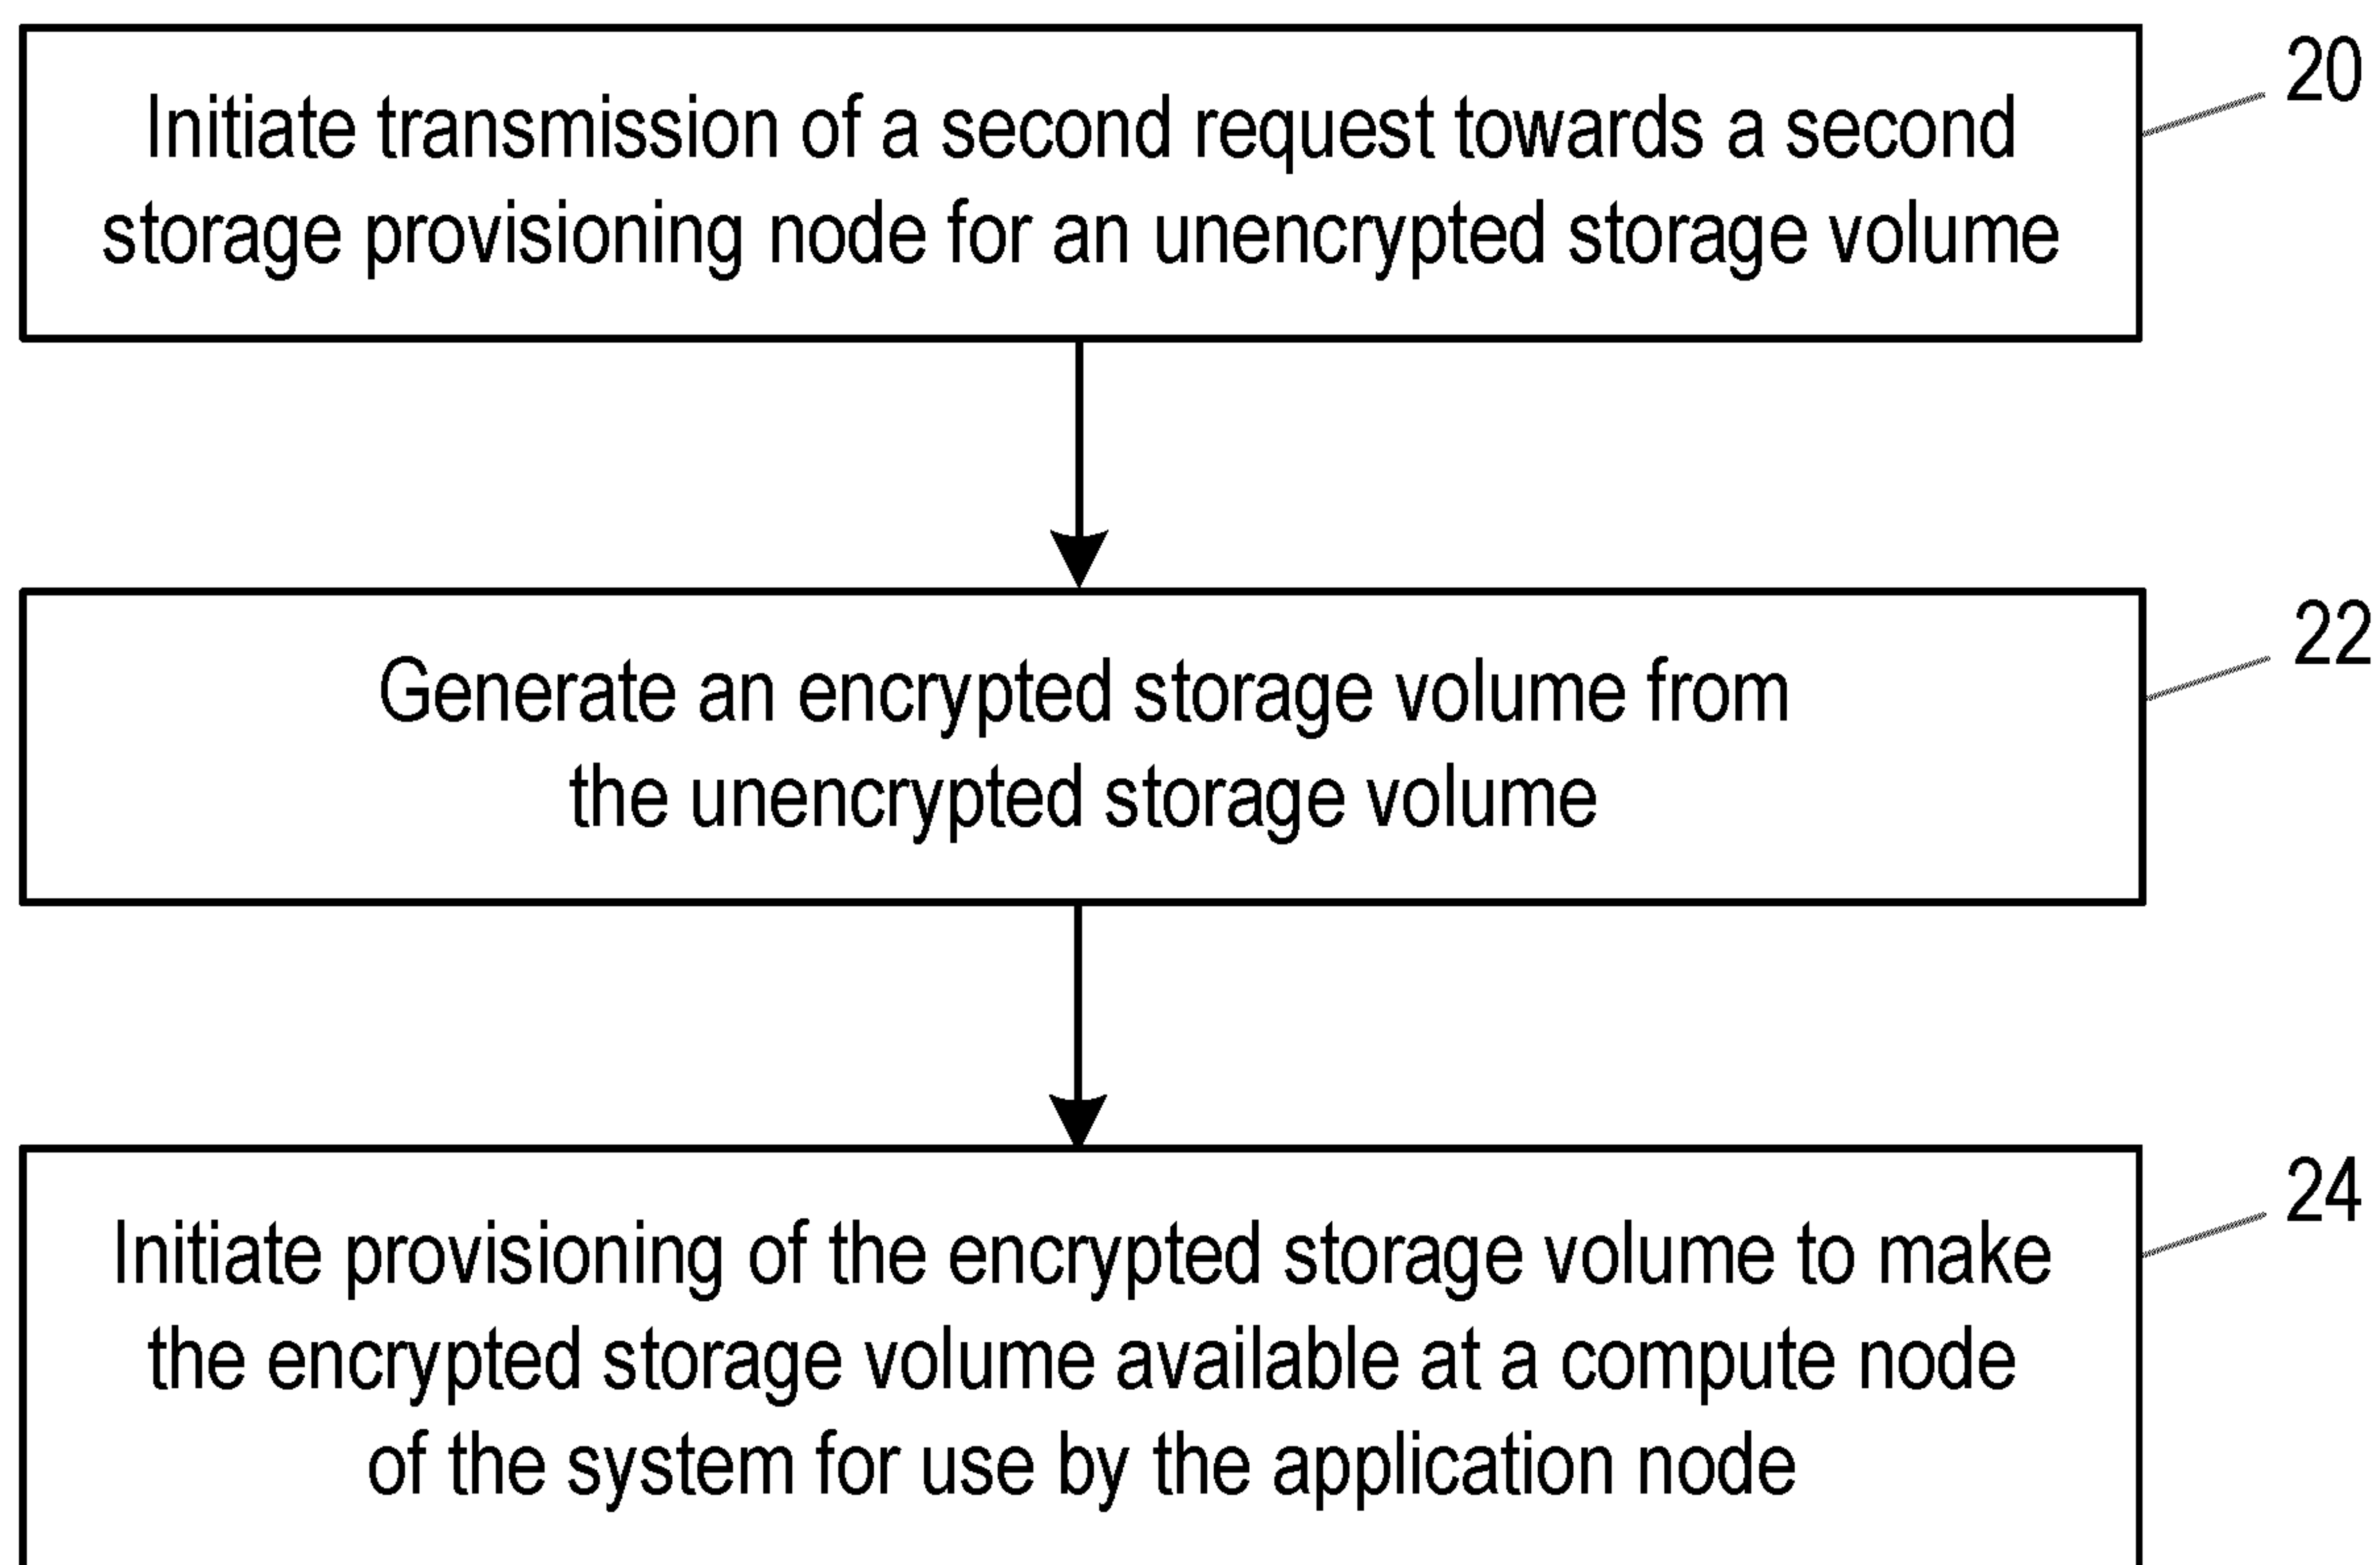 Initiate transmission of a second request towards a second
storage provisioning node for an unencrypted storage volume
20
Generate an encrypted storage volume from
the unencrypted storage volume
22
Initiate provisioning of the encrypted storage volume to make
the encrypted storage volume available at a compute node
of the system for use by the application node
24